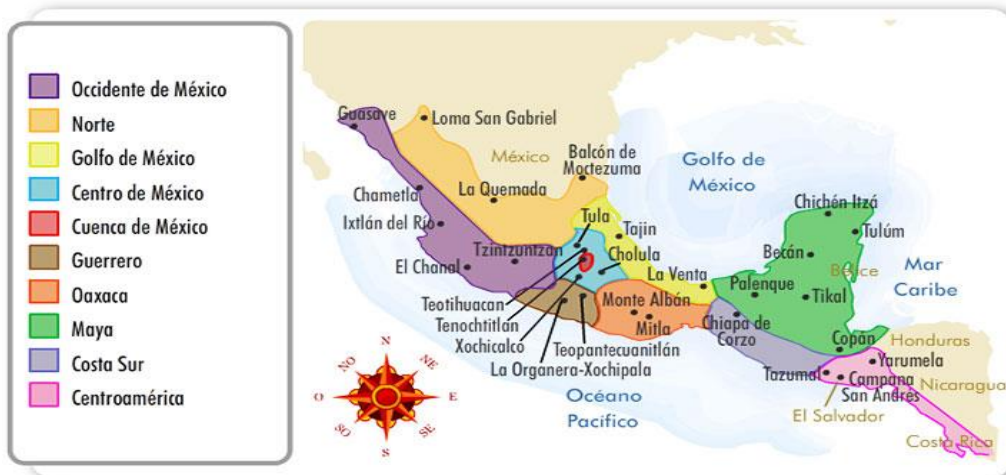 Occidente de México
Norte
Golfo de México
Centro de México
Cuenca de México
Guerrero
Oaxaca
Maya
Costa Sur
Centroamérica
Guasave
Loma San Gabriel
México
Balcón de
Moctezuma
Golfo de
México
Chametla
La Quemada
Chichén Itzá
Ixtlán del Río
Tula
Tajin
Tulúm
Tzintzuntzan
Cholula
Becán
El Chanal
La Venta
Belice
Mar
Caribe
Palenque
Tikal
Teotihuacan
Monte Albán
Tenochtitlán
Mitla
Chiapa de
Corzo
Xochicalcó
Teopantecuanitlán
Copán
Honduras
La Organera-Xochipala
Yarumela
Tazumal
Campana
Nicaragua
San Andrés
Océano
Pacífico
El Salvador
Costa Rica
N
NO
NE
O
E
SO
SE
S